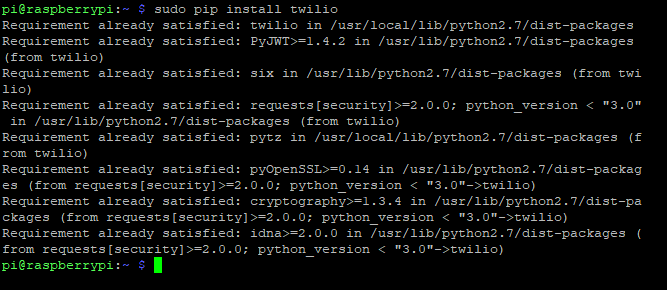 pi@raspberrypi:~ $ sudo pip install twilio
Requirement already satisfied: twilio in /usr/local/lib/python2.7/dist-packages
Requirement already satisfied: PyJWT>=1.4.2 in /usr/lib/python2.7/dist-packages
(from twilio)
Requirement already satisfied: six in /usr/lib/python2.7/dist-packages (from twi
lio)
Requirement already satisfied: requests[security]>=2.0.0; python_version < "3.0"
 in /usr/lib/python2.7/dist-packages (from twilio)
Requirement already satisfied: pytz in /usr/local/lib/python2.7/dist-packages (f
rom twilio)
Requirement already satisfied: pyOpenSSL>=0.14 in /usr/lib/python2.7/dist-packag
es (from requests[security]>=2.0.0; python_version < "3.0"->twilio)
Requirement already satisfied: cryptography>=1.3.4 in /usr/lib/python2.7/dist-pa
ckages (from requests[security]>=2.0.0; python_version < "3.0"->twilio)
Requirement already satisfied: idna>=2.0.0 in /usr/lib/python2.7/dist-packages (
from requests[security]>=2.0.0; python_version < "3.0"->twilio)
pi@raspberrypi:~ $